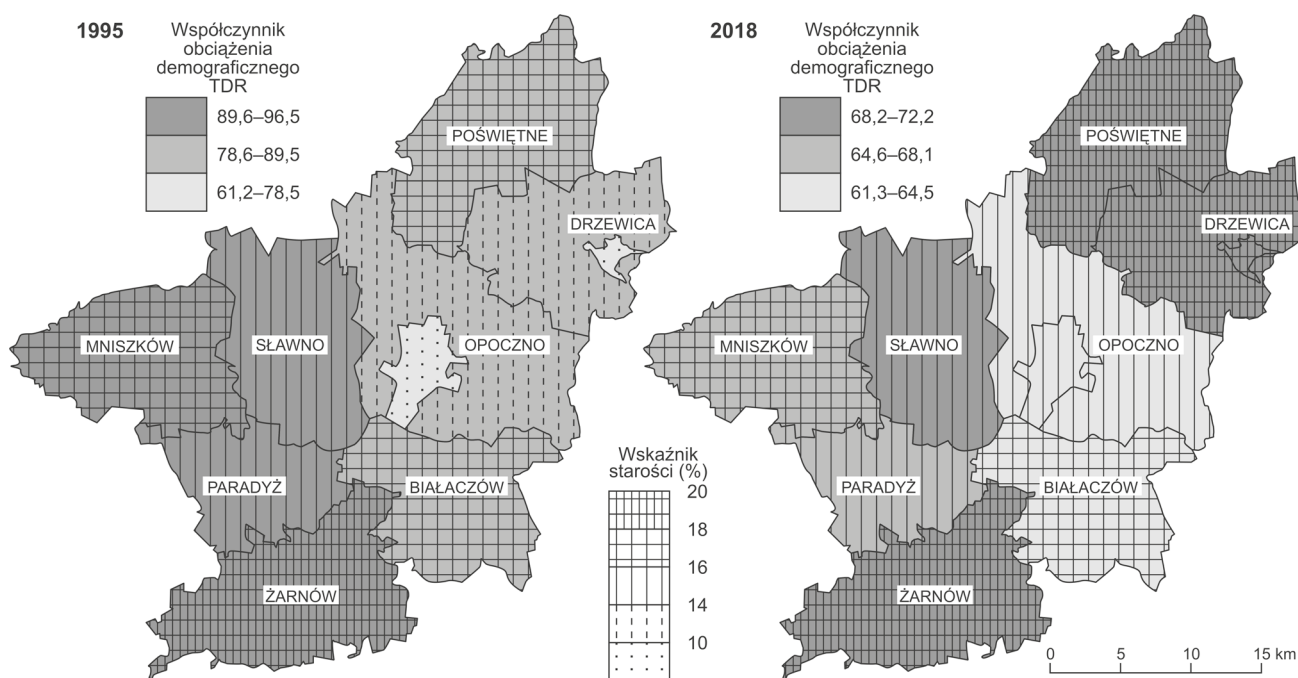 1995
Współczynnik
obciążenia
demograficznego
TDR
89,6–96,5
78,6–89,5
61,2–78,5
POŚWIĘTNE
DRZEWICA
MNISZKÓW
SŁAWNO
OPOCZNO
PARADYŻ
BIAŁACZÓW
ŻARNÓW
Wskaźnik
starości (%)
20
18
16
14
10
2018
Współczynnik
obciążenia
demograficznego
TDR
68,2–72,2
64,6–68,1
61,3–64,5
POŚWIĘTNE
DRZEWICA
MNISZKÓW
SŁAWNO
OPOCZNO
PARADYŻ
BIAŁACZÓW
ŻARNÓW
0 5 10 15 km